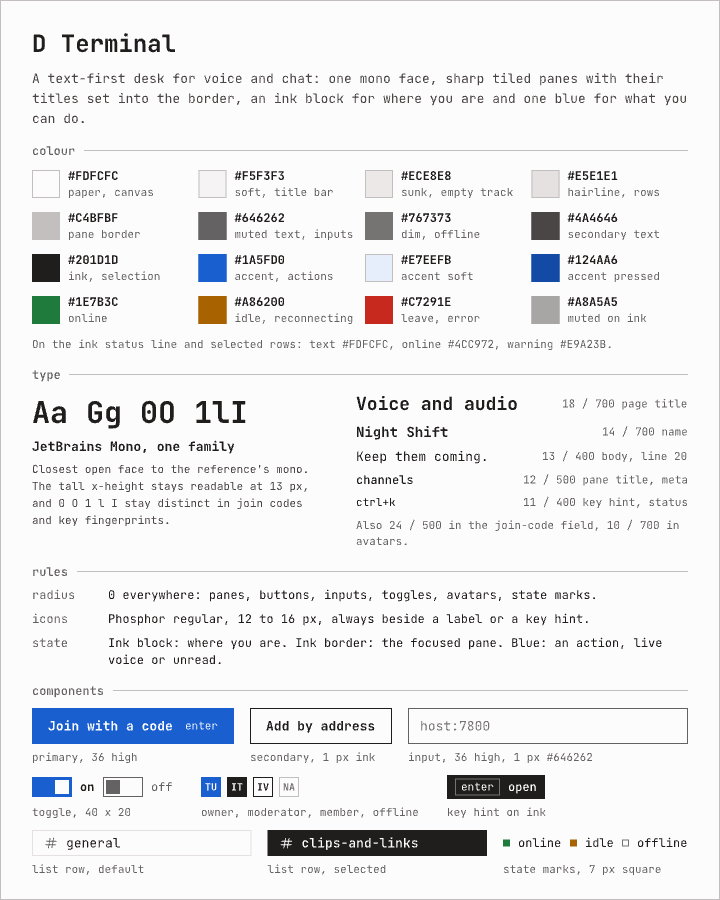 D Terminal
A text-first desk for voice and chat: one mono face, sharp tiled panes with their
titles set into the border, an ink block for where you are and one blue for what you
can do.
colour
#FDFCFC #F5F3F3 #ECE8E8 #E5E1E1
paper, canvas soft, title bar sunk, empty track hairline, rows
#C4BFBF #646262 #767373 #4A4646
pane border muted text, inputs dim, offline secondary text
#201D1D #1A5FD0 #E7EEFB #124AA6
ink, selection accent, actions accent soft accent pressed
#1E7B3C #A86200 #C7291E #A8A5A5
online idle, reconnecting leave, error muted on ink
On the ink status line and selected rows: text #FDFCFC, online #4CC972, warning #E9A23B.
type
Aa Gg 0O 1lI
JetBrains Mono, one family
Closest open face to the reference's mono.
The tall x-height stays readable at 13 px,
and 0 O 1 l I stay distinct in join codes
and key fingerprints.
Voice and audio 18 / 700 page title
Night Shift 14 / 700 name
Keep them coming. 13 / 400 body, line 20
channels 12 / 500 pane title, meta
ctrl+k 11 / 400 key hint, status
Also 24 / 500 in the join-code field, 10 / 700 in
avatars.
rules
radius 0 everywhere: panes, buttons, inputs, toggles, avatars, state marks.
icons Phosphor regular, 12 to 16 px, always beside a label or a key hint.
state Ink block: where you are. Ink border: the focused pane. Blue: an action, live
voice or unread.
components
Join with a code enter Add by address host:7800
primary, 36 high secondary, 1 px ink input, 36 high, 1 px #646262
on off TU IT IV NA enter open
toggle, 40 x 20 owner, moderator, member, offline key hint on ink
# general # clips-and-links online idle offline
list row, default list row, selected state marks, 7 px square